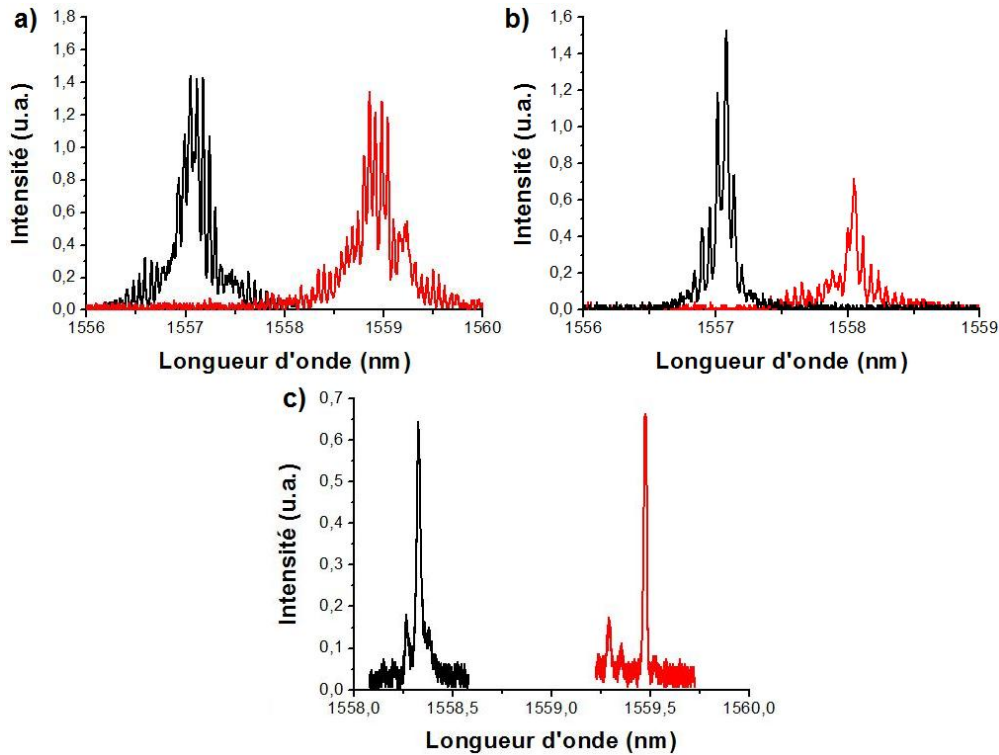 a)
1,8
1,6
1,4
1,2
1,0
0,8
0,6
0,4
0,2
0,0
Intensité (u.a.)
1556 1557 1558 1559 1560
Longueur d'onde (nm)
b)
1,6
1,4
1,2
1,0
0,8
0,6
0,4
0,2
0,0
Intensité (u.a.)
1556 1557 1558 1559
Longueur d'onde (nm)
c)
0,7
0,6
0,5
0,4
0,3
0,2
0,1
0,0
Intensité (u.a.)
1558,0 1558,5 1559,0 1559,5 1560,0
Longueur d'onde (nm)